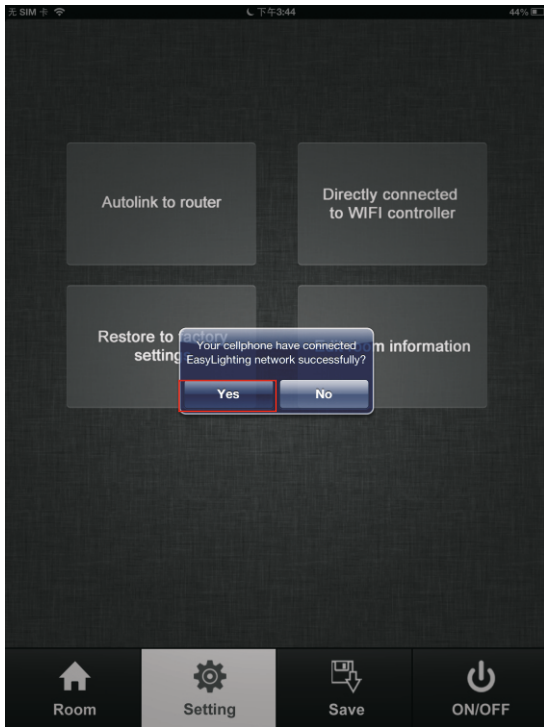 无 SIM 卡 下午3:44 44%
Autolink to router
Directly connected
to WIFI controller
Restore to factory
setting
m information
Your cellphone have connected
EasyLighting network successfully?
Yes No
Room Setting Save ON/OFF